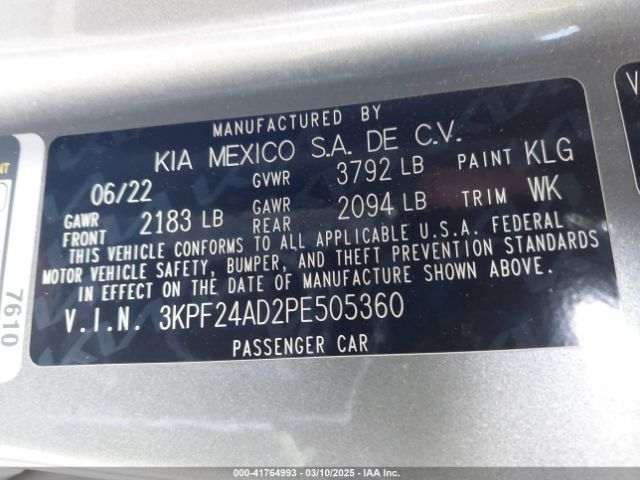 MANUFACTURED BY
KIA MEXICO S.A. DE C.V.
06/22 GVWR 3792 LB PAINT KLG
GAWR FRONT 2183 LB GAWR REAR 2094 LB TRIM WK
THIS VEHICLE CONFORMS TO ALL APPLICABLE U.S.A. FEDERAL
MOTOR VEHICLE SAFETY, BUMPER, AND THEFT PREVENTION STANDARDS
IN EFFECT ON THE DATE OF MANUFACTURE SHOWN ABOVE.
V.I.N. 3KPF24AD2PE505360
PASSENGER CAR
7610
V
000-41764993 — 03/10/2025 — IAAI.COM